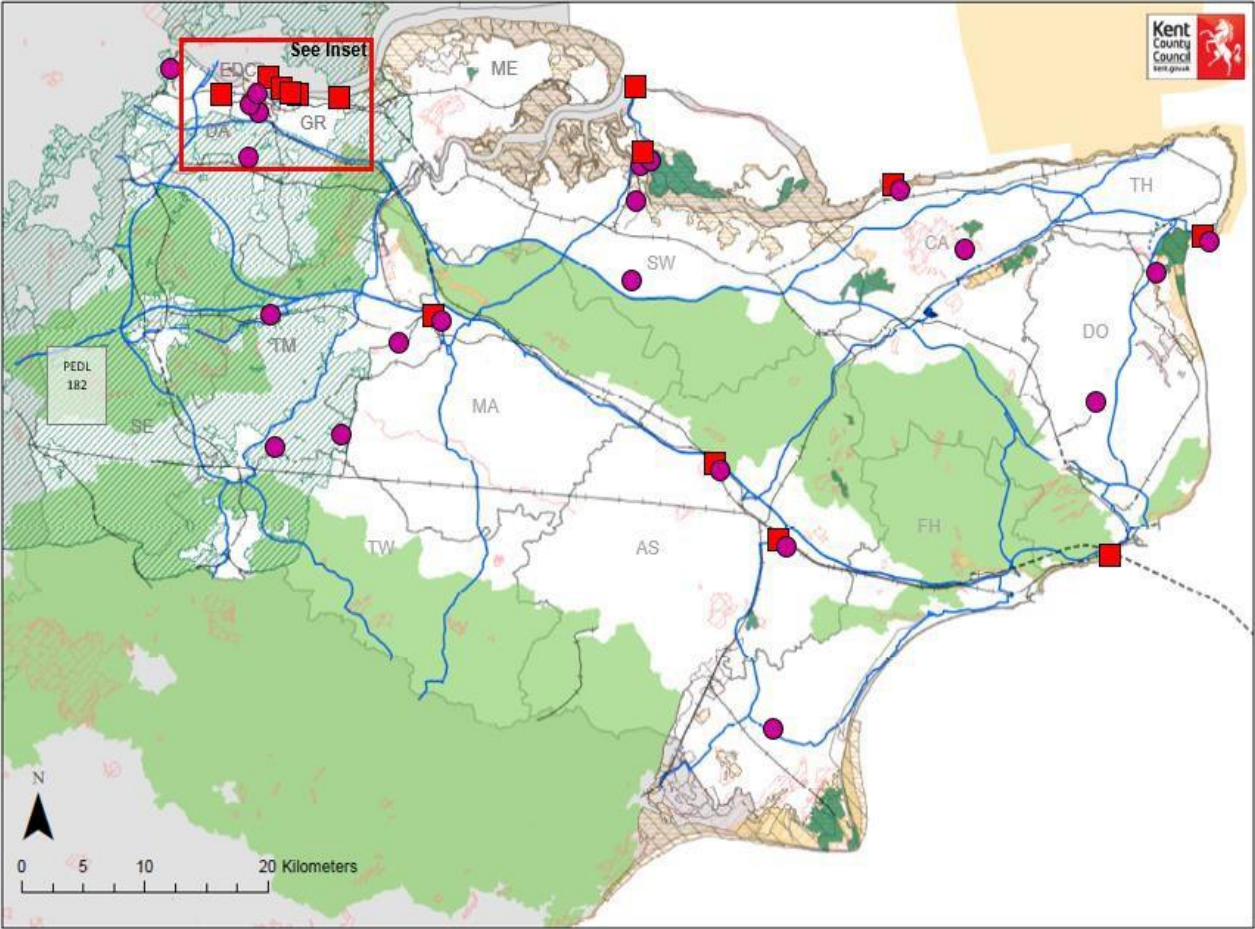 See Inset
Kent
County
Council
kent.gov.uk
EDC
ME
DA
GR
TH
CA
SW
DO
PEDL
182
TM
SE
MA
TW
AS
FH
N
0 5 10 20 Kilometers